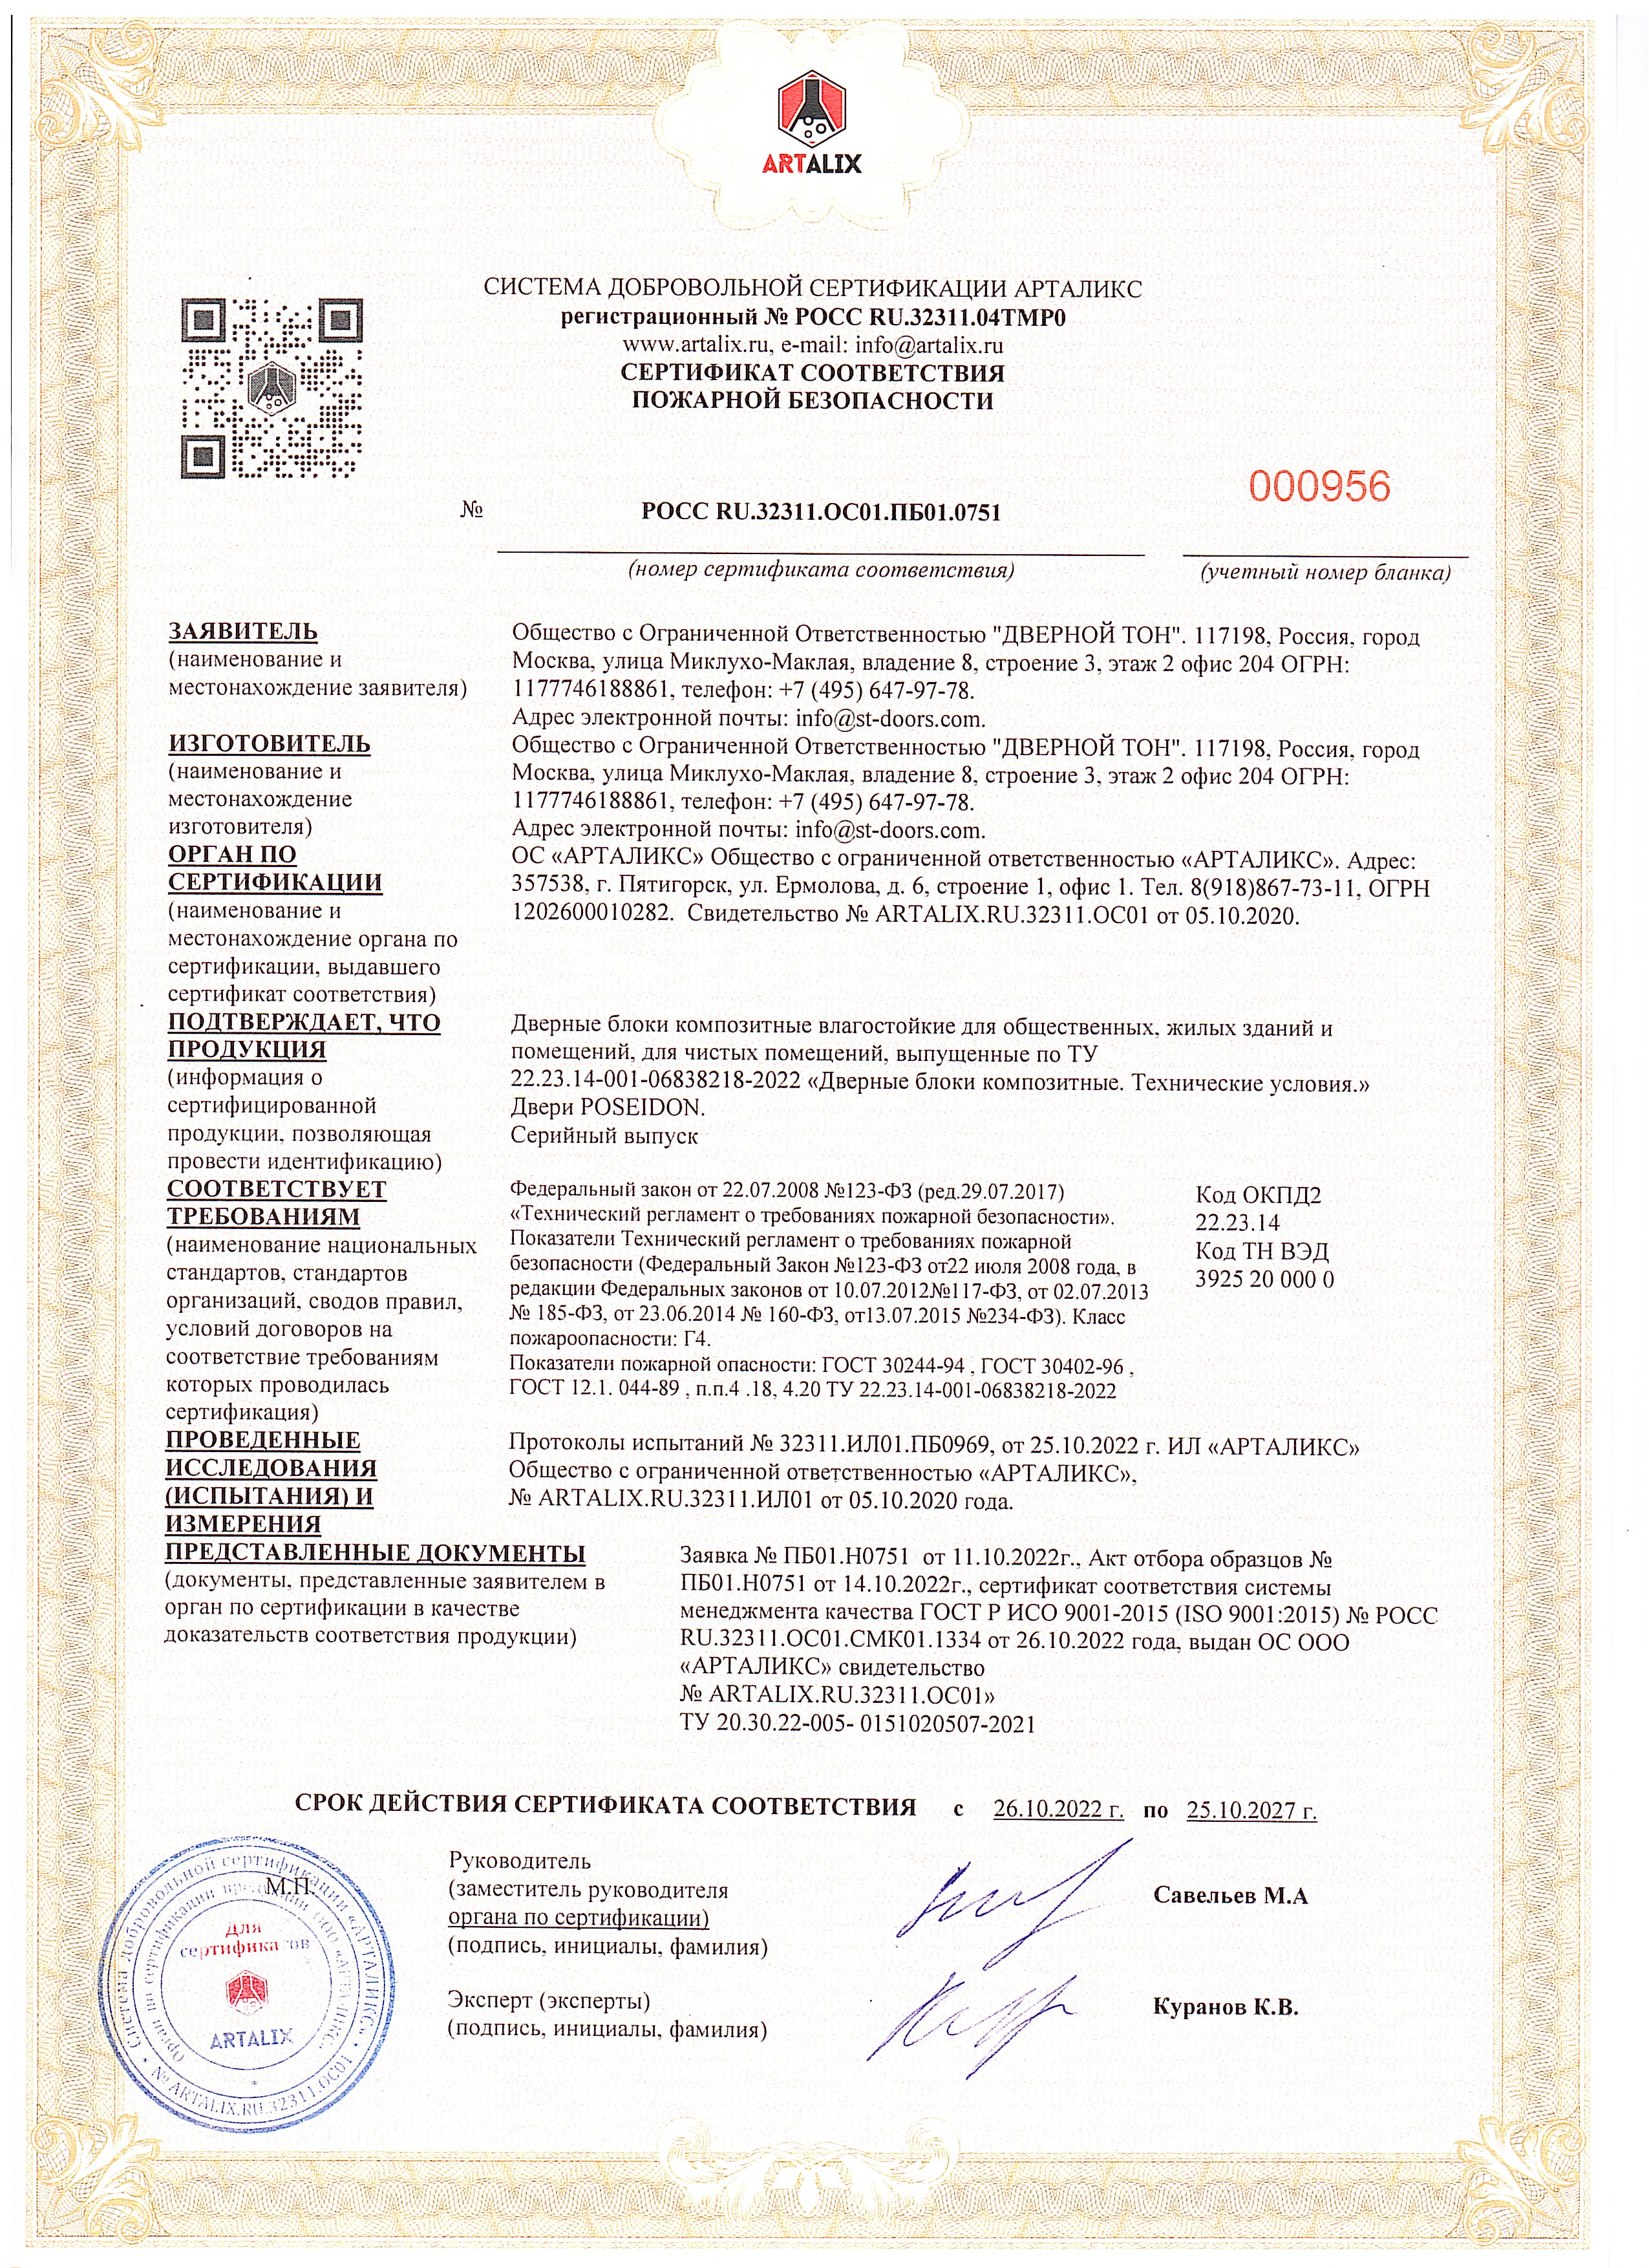 ARTALIX
СИСТЕМА ДОБРОВОЛЬНОЙ СЕРТИФИКАЦИИ АРТАЛИКС
регистрационный № РОСС RU.32311.04ТМР0
www.artalix.ru, e-mail: info@artalix.ru
СЕРТИФИКАТ СООТВЕТСТВИЯ
ПОЖАРНОЙ БЕЗОПАСНОСТИ
000956
№ РОСС RU.32311.ОС01.ПБ01.0751
(номер сертификата соответствия) (учетный номер бланка)
ЗАЯВИТЕЛЬ
(наименование и
местонахождение заявителя)
Общество с Ограниченной Ответственностью "ДВЕРНОЙ ТОН". 117198, Россия, город
Москва, улица Миклухо-Маклая, владение 8, строение 3, этаж 2 офис 204 ОГРН:
1177746188861, телефон: +7 (495) 647-97-78.
Адрес электронной почты: info@st-doors.com.
ИЗГОТОВИТЕЛЬ
(наименование и
местонахождение
изготовителя)
Общество с Ограниченной Ответственностью "ДВЕРНОЙ ТОН". 117198, Россия, город
Москва, улица Миклухо-Маклая, владение 8, строение 3, этаж 2 офис 204 ОГРН:
1177746188861, телефон: +7 (495) 647-97-78.
Адрес электронной почты: info@st-doors.com.
ОРГАН ПО
СЕРТИФИКАЦИИ
(наименование и
местонахождение органа по
сертификации, выдавшего
сертификат соответствия)
ОС «АРТАЛИКС» Общество с ограниченной ответственностью «АРТАЛИКС». Адрес:
357538, г. Пятигорск, ул. Ермолова, д. 6, строение 1, офис 1. Тел. 8(918)867-73-11, ОГРН
1202600010282. Свидетельство № ARTALIX.RU.32311.ОС01 от 05.10.2020.
ПОДТВЕРЖДАЕТ, ЧТО
ПРОДУКЦИЯ
(информация о
сертифицированной
продукции, позволяющая
провести идентификацию)
Дверные блоки композитные влагостойкие для общественных, жилых зданий и
помещений, для чистых помещений, выпущенные по ТУ
22.23.14-001-06838218-2022 «Дверные блоки композитные. Технические условия.»
Двери POSEIDON.
Серийный выпуск
СООТВЕТСТВУЕТ
ТРЕБОВАНИЯМ
(наименование национальных
стандартов, стандартов
организаций, сводов правил,
условий договоров на
соответствие требованиям
которых проводилась
сертификация)
Федеральный закон от 22.07.2008 №123-ФЗ (ред.29.07.2017)
«Технический регламент о требованиях пожарной безопасности».
Показатели Технический регламент о требованиях пожарной
безопасности (Федеральный Закон №123-ФЗ от22 июля 2008 года, в
редакции Федеральных законов от 10.07.2012№117-ФЗ, от 02.07.2013
№ 185-ФЗ, от 23.06.2014 № 160-ФЗ, от13.07.2015 №234-ФЗ). Класс
пожароопасности: Г4.
Показатели пожарной опасности: ГОСТ 30244-94 , ГОСТ 30402-96 ,
ГОСТ 12.1. 044-89 , п.п.4 .18, 4.20 ТУ 22.23.14-001-06838218-2022
Код ОКПД2
22.23.14
Код ТН ВЭД
3925 20 000 0
ПРОВЕДЕННЫЕ
ИССЛЕДОВАНИЯ
(ИСПЫТАНИЯ) И
ИЗМЕРЕНИЯ
Протоколы испытаний № 32311.ИЛ01.ПБ0969, от 25.10.2022 г. ИЛ «АРТАЛИКС»
Общество с ограниченной ответственностью «АРТАЛИКС»,
№ ARTALIX.RU.32311.ИЛ01 от 05.10.2020 года.
ПРЕДСТАВЛЕННЫЕ ДОКУМЕНТЫ
(документы, представленные заявителем в
орган по сертификации в качестве
доказательств соответствия продукции)
Заявка № ПБ01.Н0751 от 11.10.2022г., Акт отбора образцов №
ПБ01.Н0751 от 14.10.2022г., сертификат соответствия системы
менеджмента качества ГОСТ Р ИСО 9001-2015 (ISO 9001:2015) № РОСС
RU.32311.ОС01.СМК01.1334 от 26.10.2022 года, выдан ОС ООО
«АРТАЛИКС» свидетельство
№ ARTALIX.RU.32311.ОС01»
ТУ 20.30.22-005- 0151020507-2021
СРОК ДЕЙСТВИЯ СЕРТИФИКАТА СООТВЕТСТВИЯ с 26.10.2022 г. по 25.10.2027 г.
Руководитель
(заместитель руководителя
органа по сертификации)
(подпись, инициалы, фамилия)
Савельев М.А
Эксперт (эксперты)
(подпись, инициалы, фамилия)
Куранов К.В.
М.П.
Система добровольной сертификации «АРТАЛИКС»
Орган по сертификации продукции ООО «АРТАЛИКС»
№ ARTALIX.RU.32311.ОС01
Для
сертификатов
ARTALIX